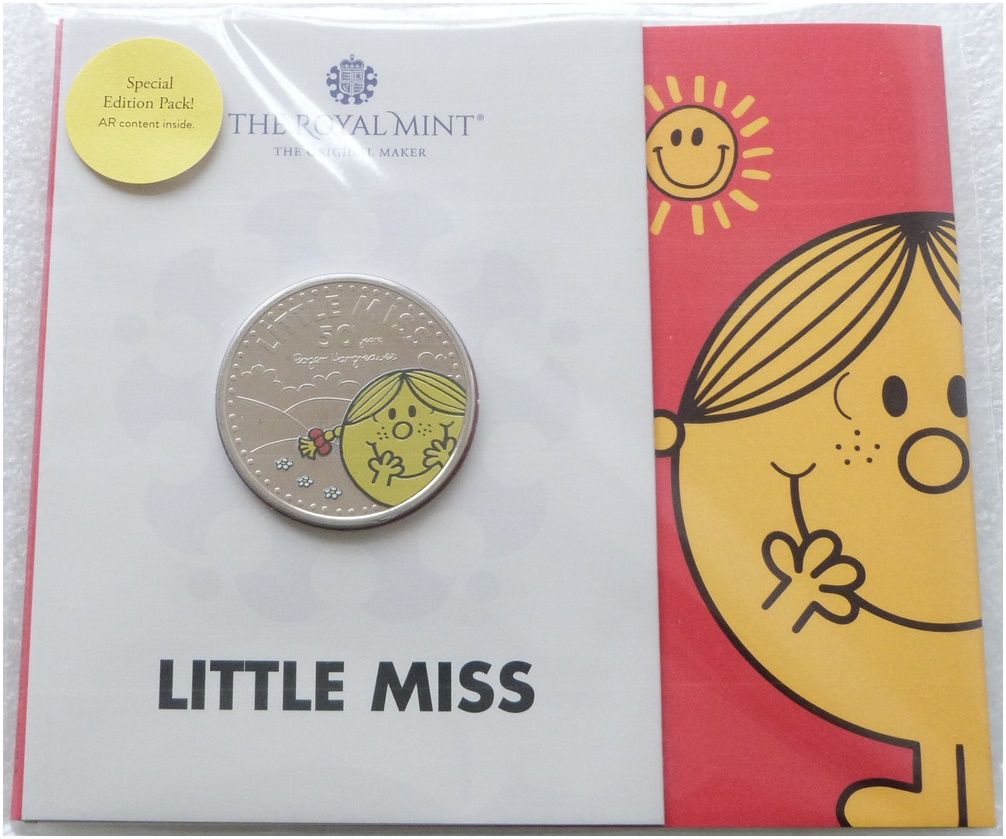 Special
Edition Pack!
AR content inside.
THE ROYAL MINT®
THE ORIGINAL MAKER
LITTLE MISS
50 years
Roger Hargreaves
LITTLE MISS